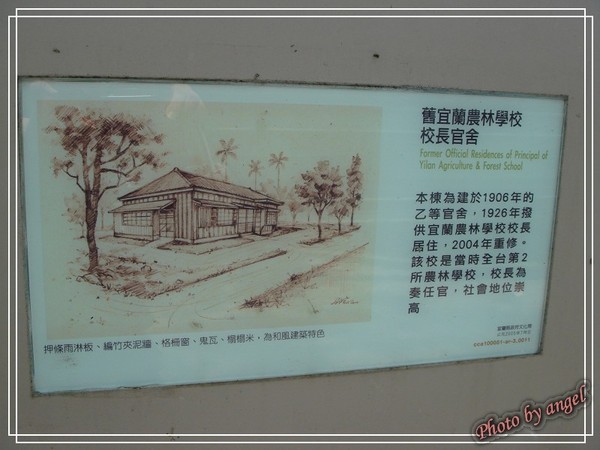 舊宜蘭農林學校
校長官舍
Former Official Residences of Principal of
Yilan Agriculture & Forest School
本棟為建於1906年的
乙等官舍，1926年撥
供宜蘭農林學校校長
居住，2004年重修。
該校是當時全台第2
所農林學校，校長為
奏任官，社會地位崇
高
押條雨淋板、編竹夾泥牆、格柵窗、鬼瓦、榻榻米，為和風建築特色
Photo by angel